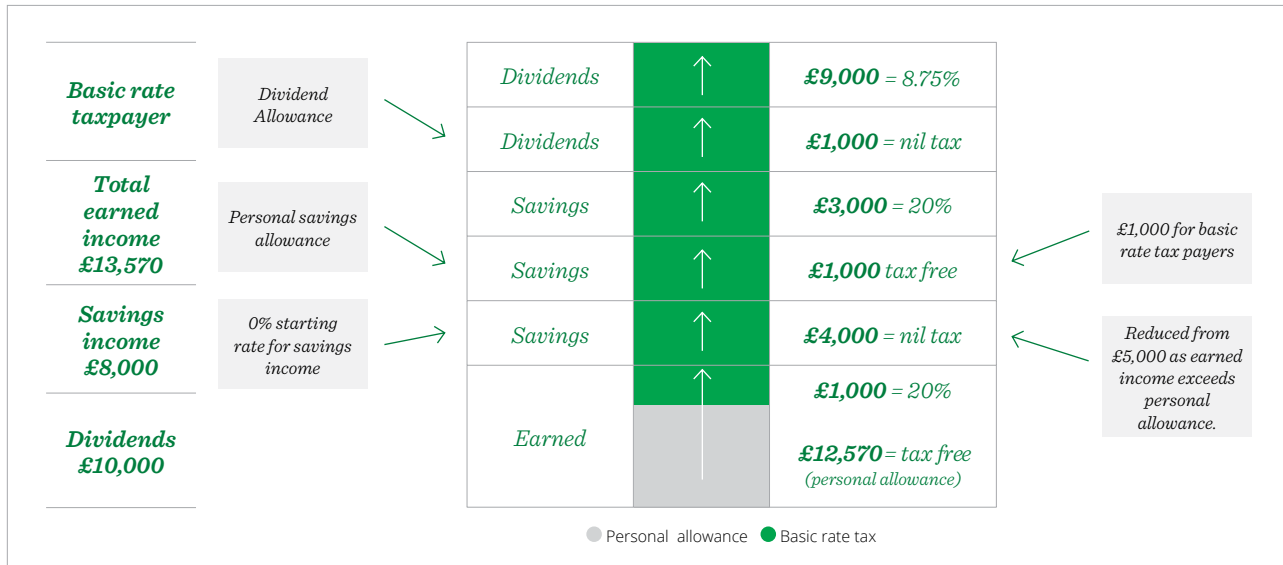 Basic rate
taxpayer
Total
earned
income
£13,570
Savings
income
£8,000
Dividends
£10,000
Dividend
Allowance
Personal savings
allowance
0% starting
rate for savings
income
Dividends
£9,000 = 8.75%
Dividends
£1,000 = nil tax
Savings
£3,000 = 20%
Savings
£1,000 tax free
Savings
£4,000 = nil tax
Earned
£1,000 = 20%
£12,570 = tax free
(personal allowance)
£1,000 for basic
rate tax payers
Reduced from
£5,000 as earned
income exceeds
personal
allowance.
Personal allowance
Basic rate tax